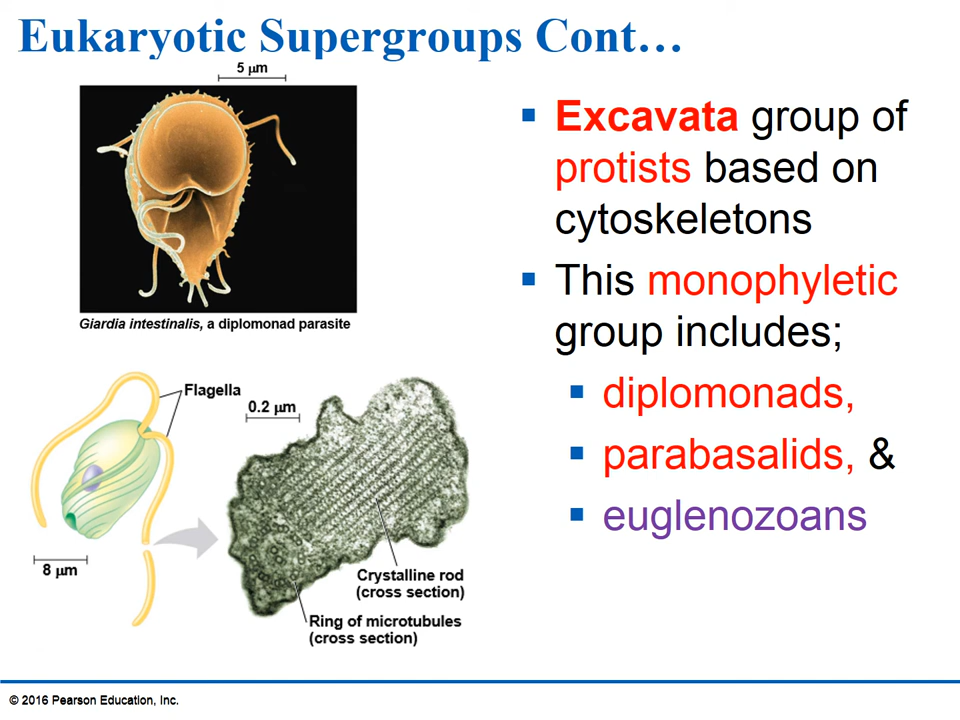 Eukaryotic Supergroups Cont…
5 μm
Giardia intestinalis, a diplomonad parasite
Flagella
0.2 μm
8 μm
Crystalline rod
(cross section)
Ring of microtubules
(cross section)
▪ Excavata group of
protists based on
cytoskeletons
▪ This monophyletic
group includes;
▪ diplomonads,
▪ parabasalids, &
▪ euglenozoans
© 2016 Pearson Education, Inc.